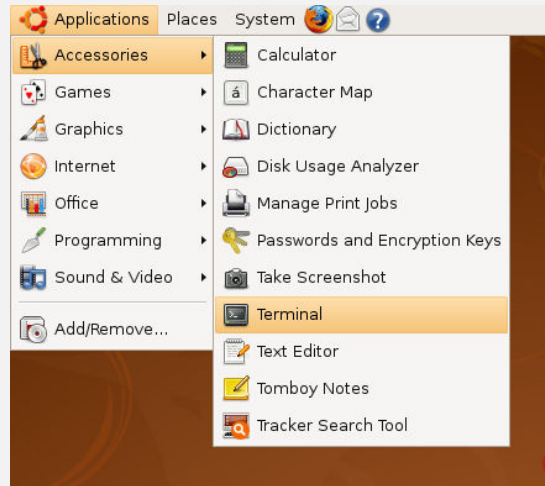 Applications Places System
Accessories
Games
Graphics
Internet
Office
Programming
Sound & Video
Add/Remove...
Calculator
á Character Map
Dictionary
Disk Usage Analyzer
Manage Print Jobs
Passwords and Encryption Keys
Take Screenshot
Terminal
Text Editor
Tomboy Notes
Tracker Search Tool